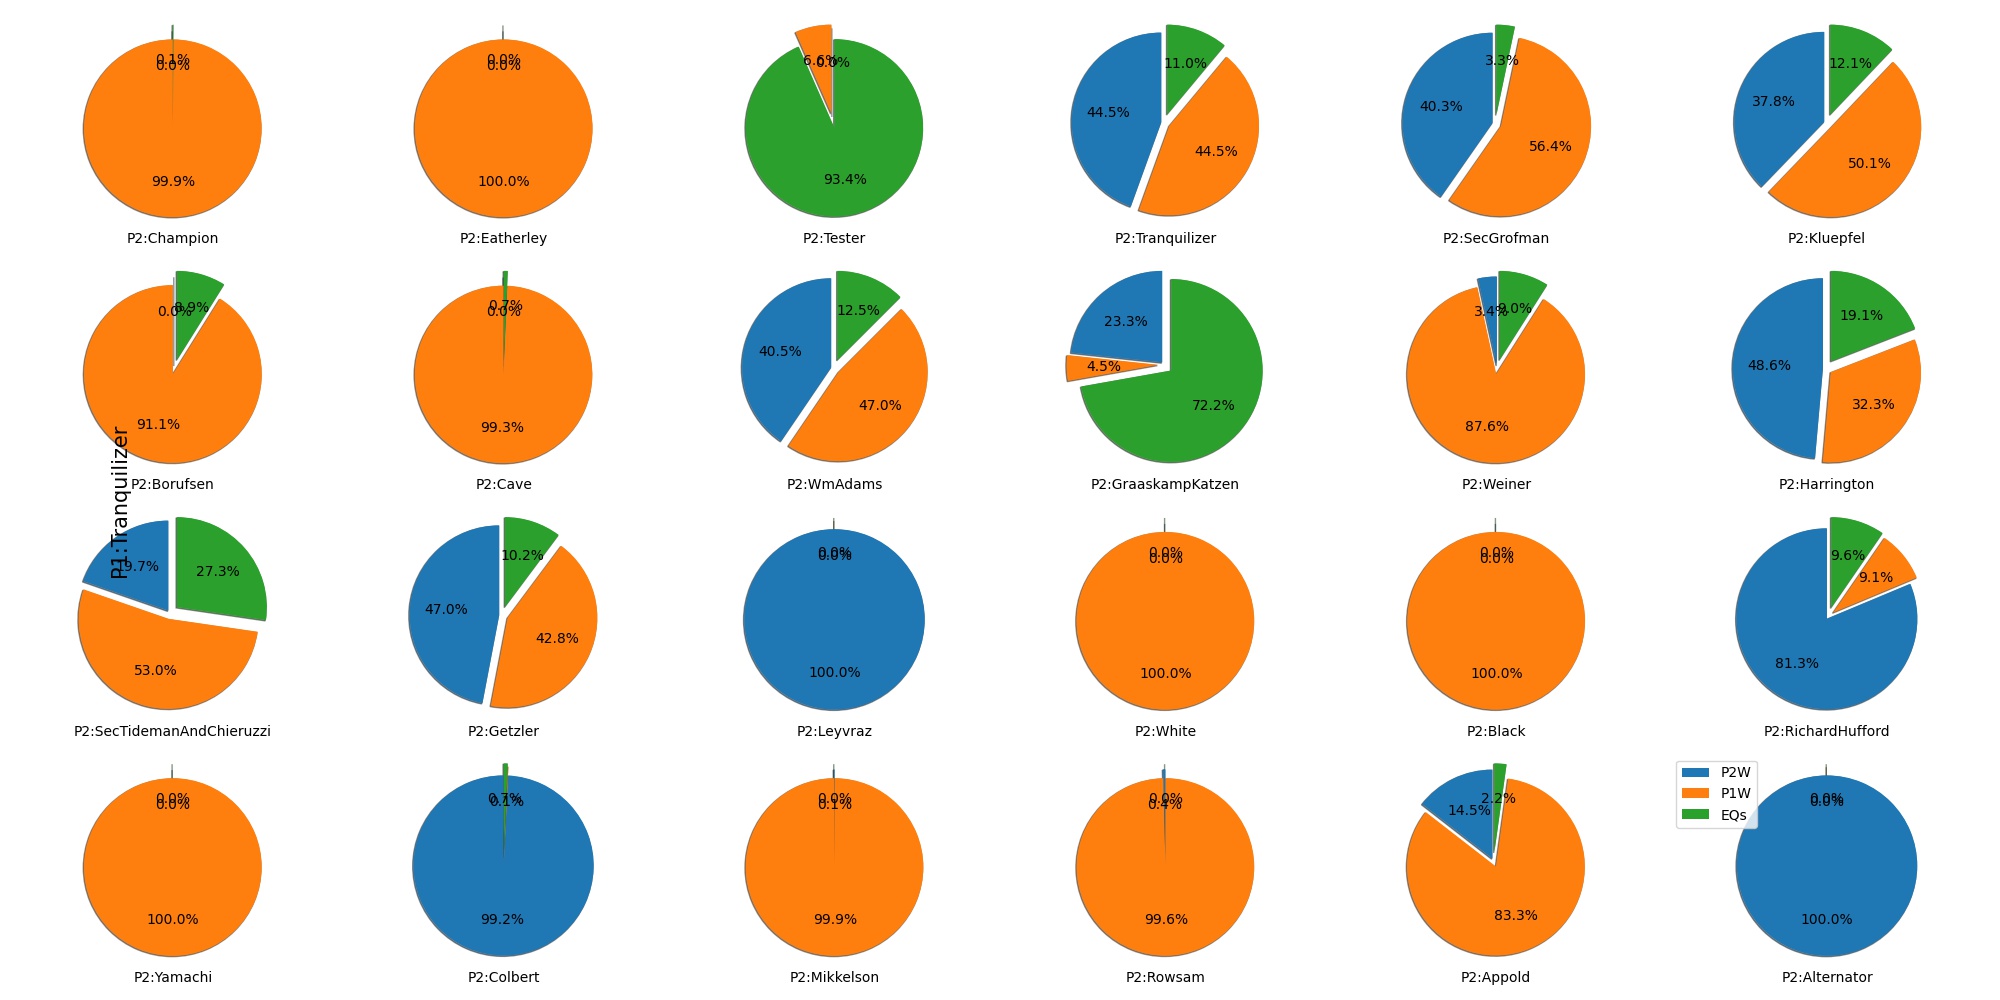 0.1%
0.0%
99.9%
P2:Champion
0.0%
0.0%
100.0%
P2:Eatherley
6.6%
0.0%
93.4%
P2:Tester
11.0%
44.5%
44.5%
P2:Tranquilizer
3.3%
40.3%
56.4%
P2:SecGrofman
12.1%
37.8%
50.1%
P2:Kluepfel
8.9%
0.0%
91.1%
P2:Borufsen
0.7%
0.0%
99.3%
P2:Cave
12.5%
40.5%
47.0%
P2:WmAdams
23.3%
4.5%
72.2%
P2:GraaskampKatzen
3.4%
9.0%
87.6%
P2:Weiner
19.1%
48.6%
32.3%
P2:Harrington
P1:Tranquilizer
19.7%
27.3%
53.0%
P2:SecTidemanAndChieruzzi
10.2%
47.0%
42.8%
P2:Getzler
0.0%
0.0%
100.0%
P2:Leyvraz
0.0%
0.0%
100.0%
P2:White
0.0%
0.0%
100.0%
P2:Black
9.6%
9.1%
81.3%
P2:RichardHufford
0.0%
0.0%
100.0%
P2:Yamachi
0.7%
0.1%
99.2%
P2:Colbert
0.0%
0.1%
99.9%
P2:Mikkelson
0.0%
0.4%
99.6%
P2:Rowsam
2.2%
14.5%
83.3%
P2:Appold
P2W
P1W
EQs
0.0%
0.0%
100.0%
P2:Alternator